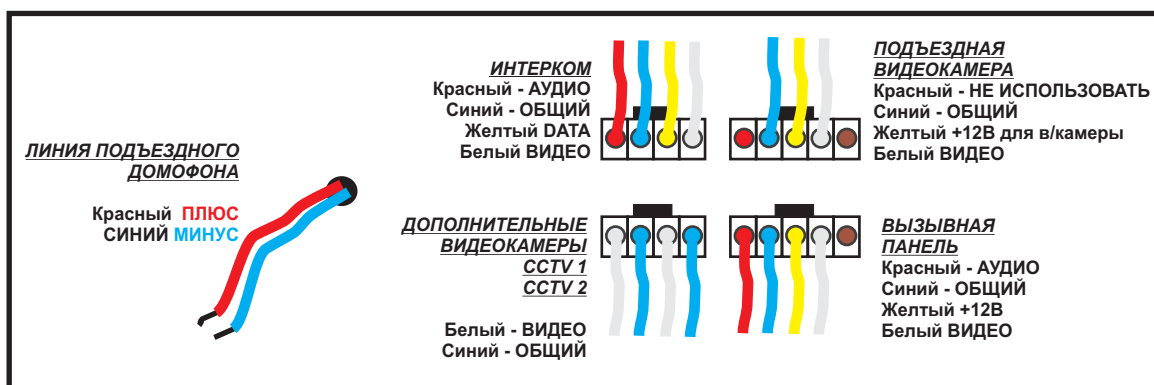 ЛИНИЯ ПОДЪЕЗДНОГО
ДОМОФОНА
Красный ПЛЮС
СИНИЙ МИНУС
ИНТЕРКОМ
Красный - АУДИО
Синий - ОБЩИЙ
Желтый DATA
Белый ВИДЕО
ПОДЪЕЗДНАЯ
ВИДЕОКАМЕРА
Красный - НЕ ИСПОЛЬЗОВАТЬ
Синий - ОБЩИЙ
Желтый +12В для в/камеры
Белый ВИДЕО
ДОПОЛНИТЕЛЬНЫЕ
ВИДЕОКАМЕРЫ
CCTV 1
CCTV 2
Белый - ВИДЕО
Синий - ОБЩИЙ
ВЫЗЫВНАЯ
ПАНЕЛЬ
Красный - АУДИО
Синий - ОБЩИЙ
Желтый +12В
Белый ВИДЕО